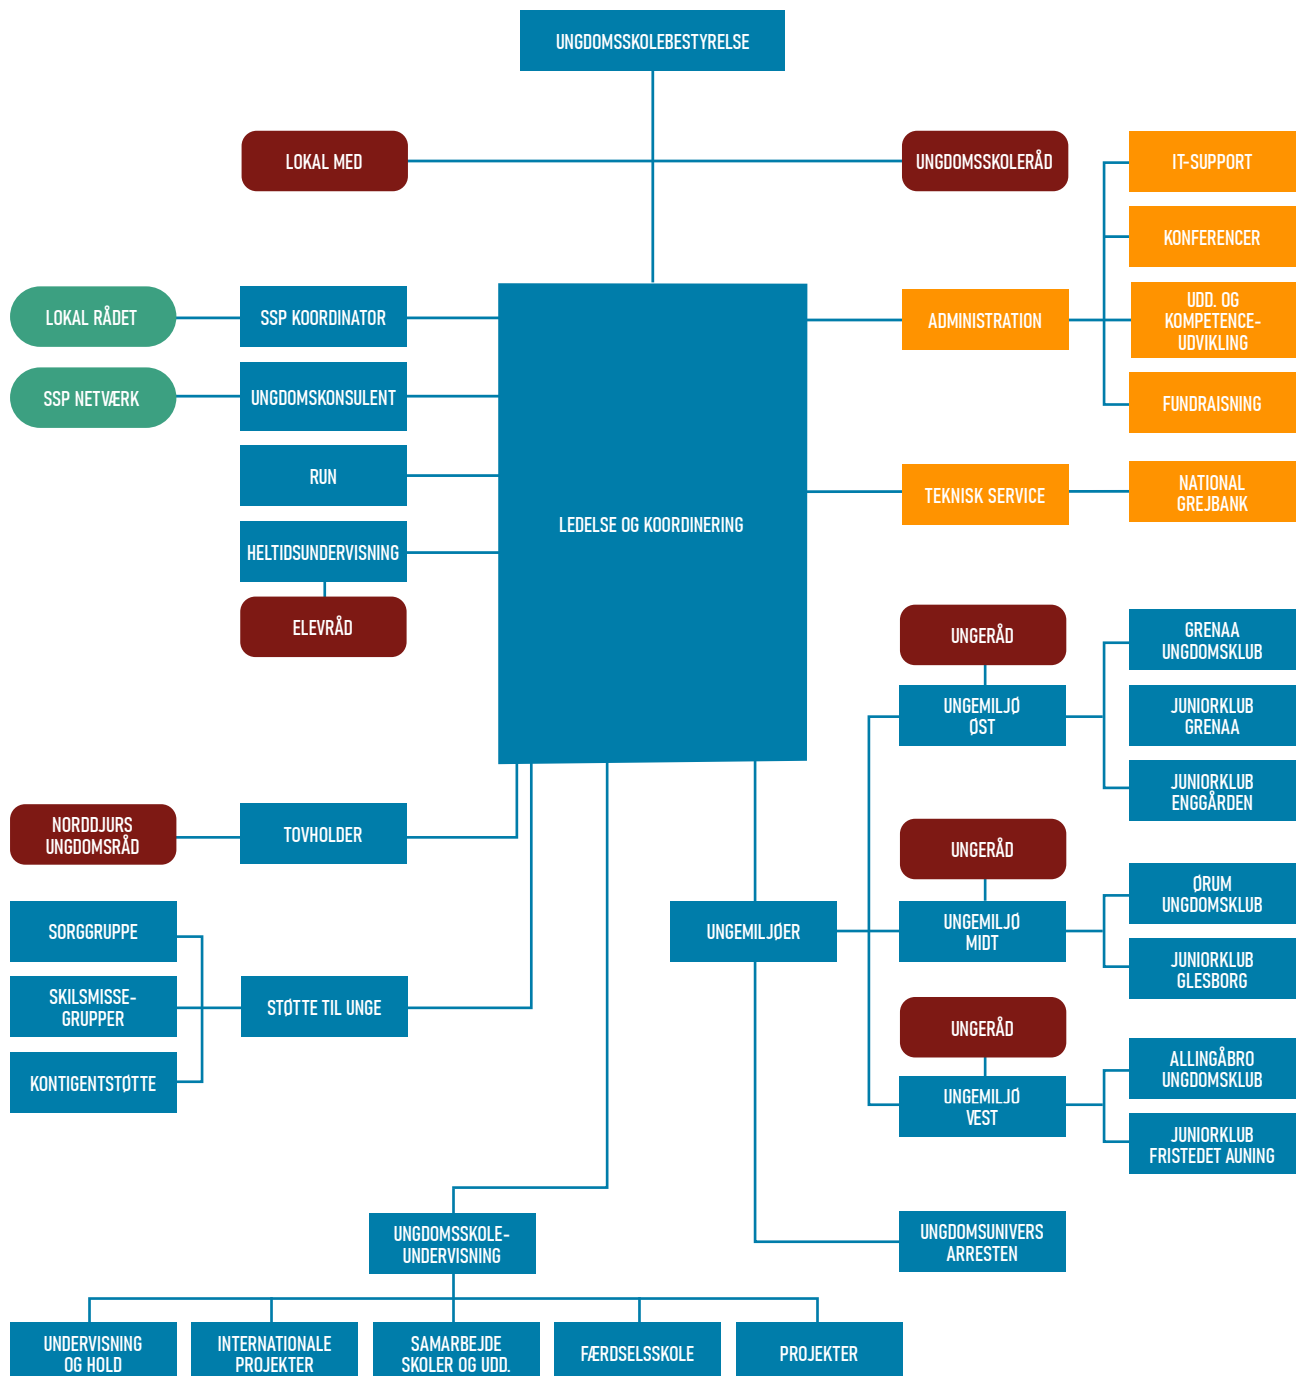 UNGDOMSSKOLEBESTYRELSE
LOKAL MED
UNGDOMSSKOLERÅD
IT-SUPPORT
KONFERENCER
UDD. OG
KOMPETENCE-
UDVIKLING
FUNDRAISNING
ADMINISTRATION
LOKAL RÅDET
SSP KOORDINATOR
SSP NETVÆRK
UNGDOMSKONSULENT
RUN
HELTIDSUNDERVISNING
ELEVRÅD
LEDELSE OG KOORDINERING
TEKNISK SERVICE
NATIONAL
GREJBANK
UNGERÅD
UNGEMILJØ
ØST
GRENAA
UNGDOMSKLUB
JUNIORKLUB
GRENAA
JUNIORKLUB
ENGGÅRDEN
NORDDJURS
UNGDOMSRÅD
TOVHOLDER
SORGGRUPPE
SKILSMISSE-
GRUPPER
KONTIGENTSTØTTE
STØTTE TIL UNGE
UNGEMILJØER
UNGERÅD
UNGEMILJØ
MIDT
ØRUM
UNGDOMSKLUB
JUNIORKLUB
GLESBORG
UNGERÅD
UNGEMILJØ
VEST
ALLINGÅBRO
UNGDOMSKLUB
JUNIORKLUB
FRISTEDET AUNING
UNGDOMSUNIVERS
ARRESTEN
UNGDOMSSKOLE-
UNDERVISNING
UNDERVISNING
OG HOLD
INTERNATIONALE
PROJEKTER
SAMARBEJDE
SKOLER OG UDD.
FÆRDSELSSKOLE
PROJEKTER